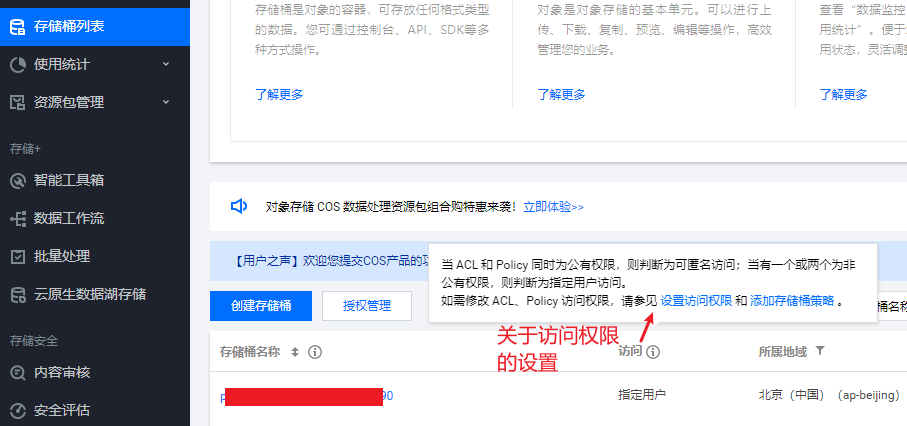 存储桶列表
使用统计
资源包管理
存储+
智能工具箱
数据工作流
批量处理
云原生数据湖存储
存储安全
内容审核
安全评估
存储桶是对象的容器，可存放任何格式类型
的数据。您可通过控制台、API、SDK等多
种方式操作。
了解更多
对象是对象存储的基本单元。可以进行上
传、下载、复制、预览、编辑等操作，高效
管理您的业务。
了解更多
查看“数据监控
用统计”。便于
用状态，灵活调整
了解更多
对象存储 COS 数据处理资源包组合购特惠来袭！立即体验>>
【用户之声】欢迎您提交COS产品的
当 ACL 和 Policy 同时为公有权限，则判断为可匿名访问；当有一个或两个为非
公有权限，则判断为指定用户访问。
如需修改 ACL、Policy 访问权限，请参见 设置访问权限 和 添加存储桶策略 。
创建存储桶
授权管理
桶名称
关于访问权限
的设置
存储桶名称
访问
所属地域
p
90
指定用户
北京（中国）（ap-beijing）